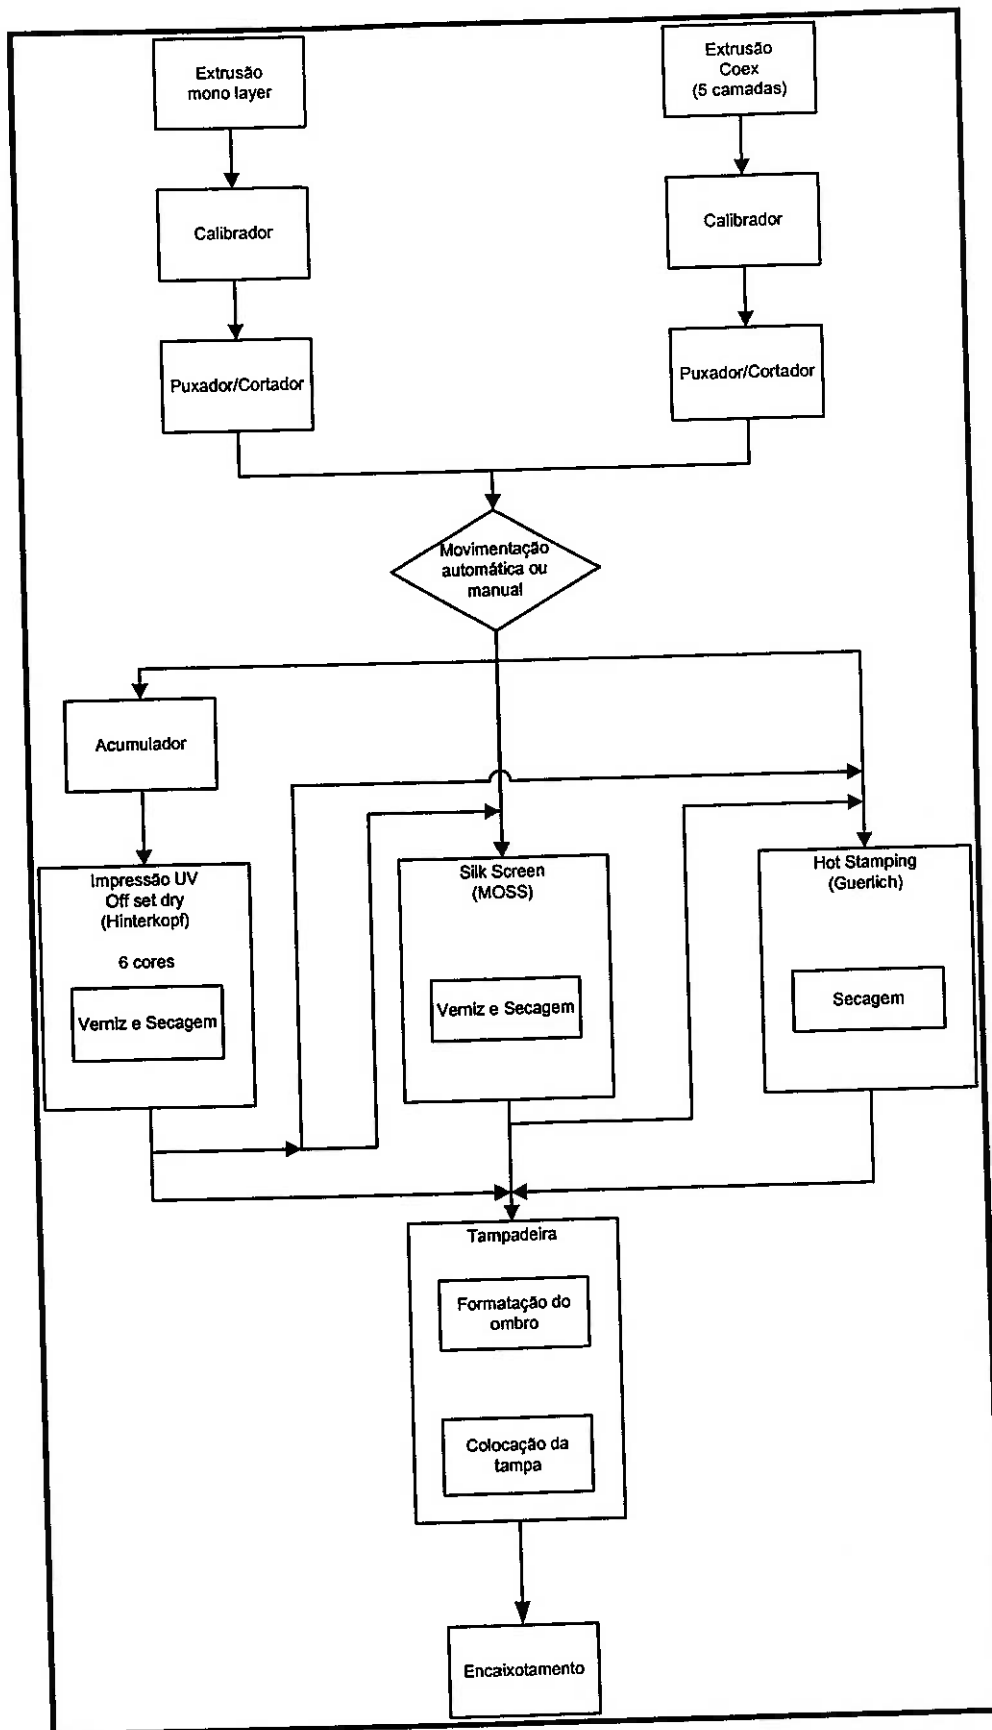 Extrusão
mono layer
Extrusão
Coex
(5 camadas)
Calibrador
Calibrador
Puxador/Cortador
Puxador/Cortador
Movimentação
automática ou
manual
Acumulador
Impressão UV
Off set dry
(Hinterkopf)
6 cores
Verniz e Secagem
Silk Screen
(MOSS)
Verniz e Secagem
Hot Stamping
(Guerlich)
Secagem
Tampadeira
Formatação do
ombro
Colocação da
tampa
Encaixotamento